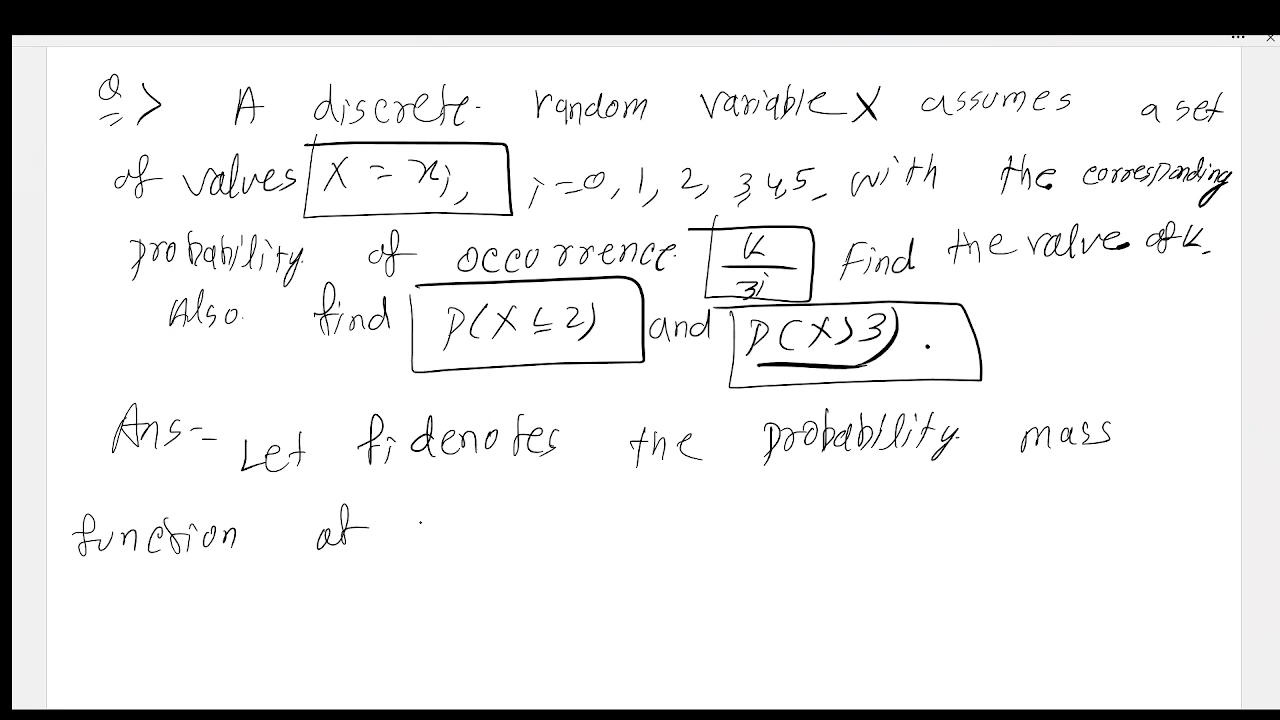 Q> A discrete random variable X assumes a set
of values X = xi, i = 0, 1, 2, 3, 4, 5, with the corresponding
probability of occurrence K/3i Find the value of K.
Also find P(X ≤ 2) and P(X > 3).
Ans:- Let fi denotes the probability mass
function of